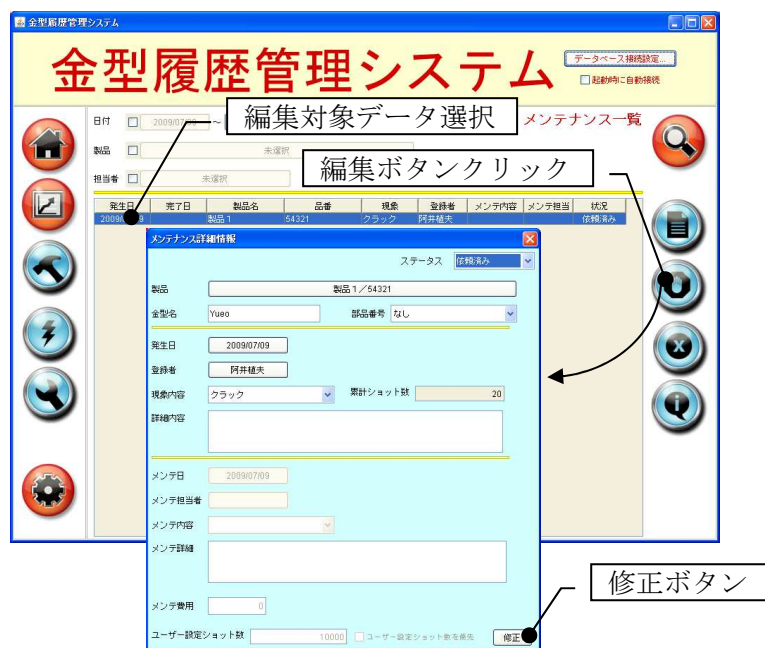 金型履歴管理システム
金型履歴管理システム
データベース接続設定...
起動時に自動接続
日付 2009/07/09 ~
編集対象データ選択
メンテナンス一覧
製品 未選択
編集ボタンクリック
担当者 未選択
発生日 完了日 製品名 品番 現象 登録者 メンテ内容 メンテ担当 状況
2009/ 9 製品1 54321 クラック 阿井植夫 依頼済み
メンテナンス詳細情報
ステータス 依頼済み
製品 製品1/54321
金型名 Yueo 部品番号 なし
発生日 2009/07/09
登録者 阿井植夫
現象内容 クラック 累計ショット数 20
詳細内容
メンテ日 2009/07/09
メンテ担当者
メンテ内容
メンテ詳細
修正ボタン
メンテ費用 0
ユーザー設定ショット数 10000 ユーザー設定ショット数を優先 修正